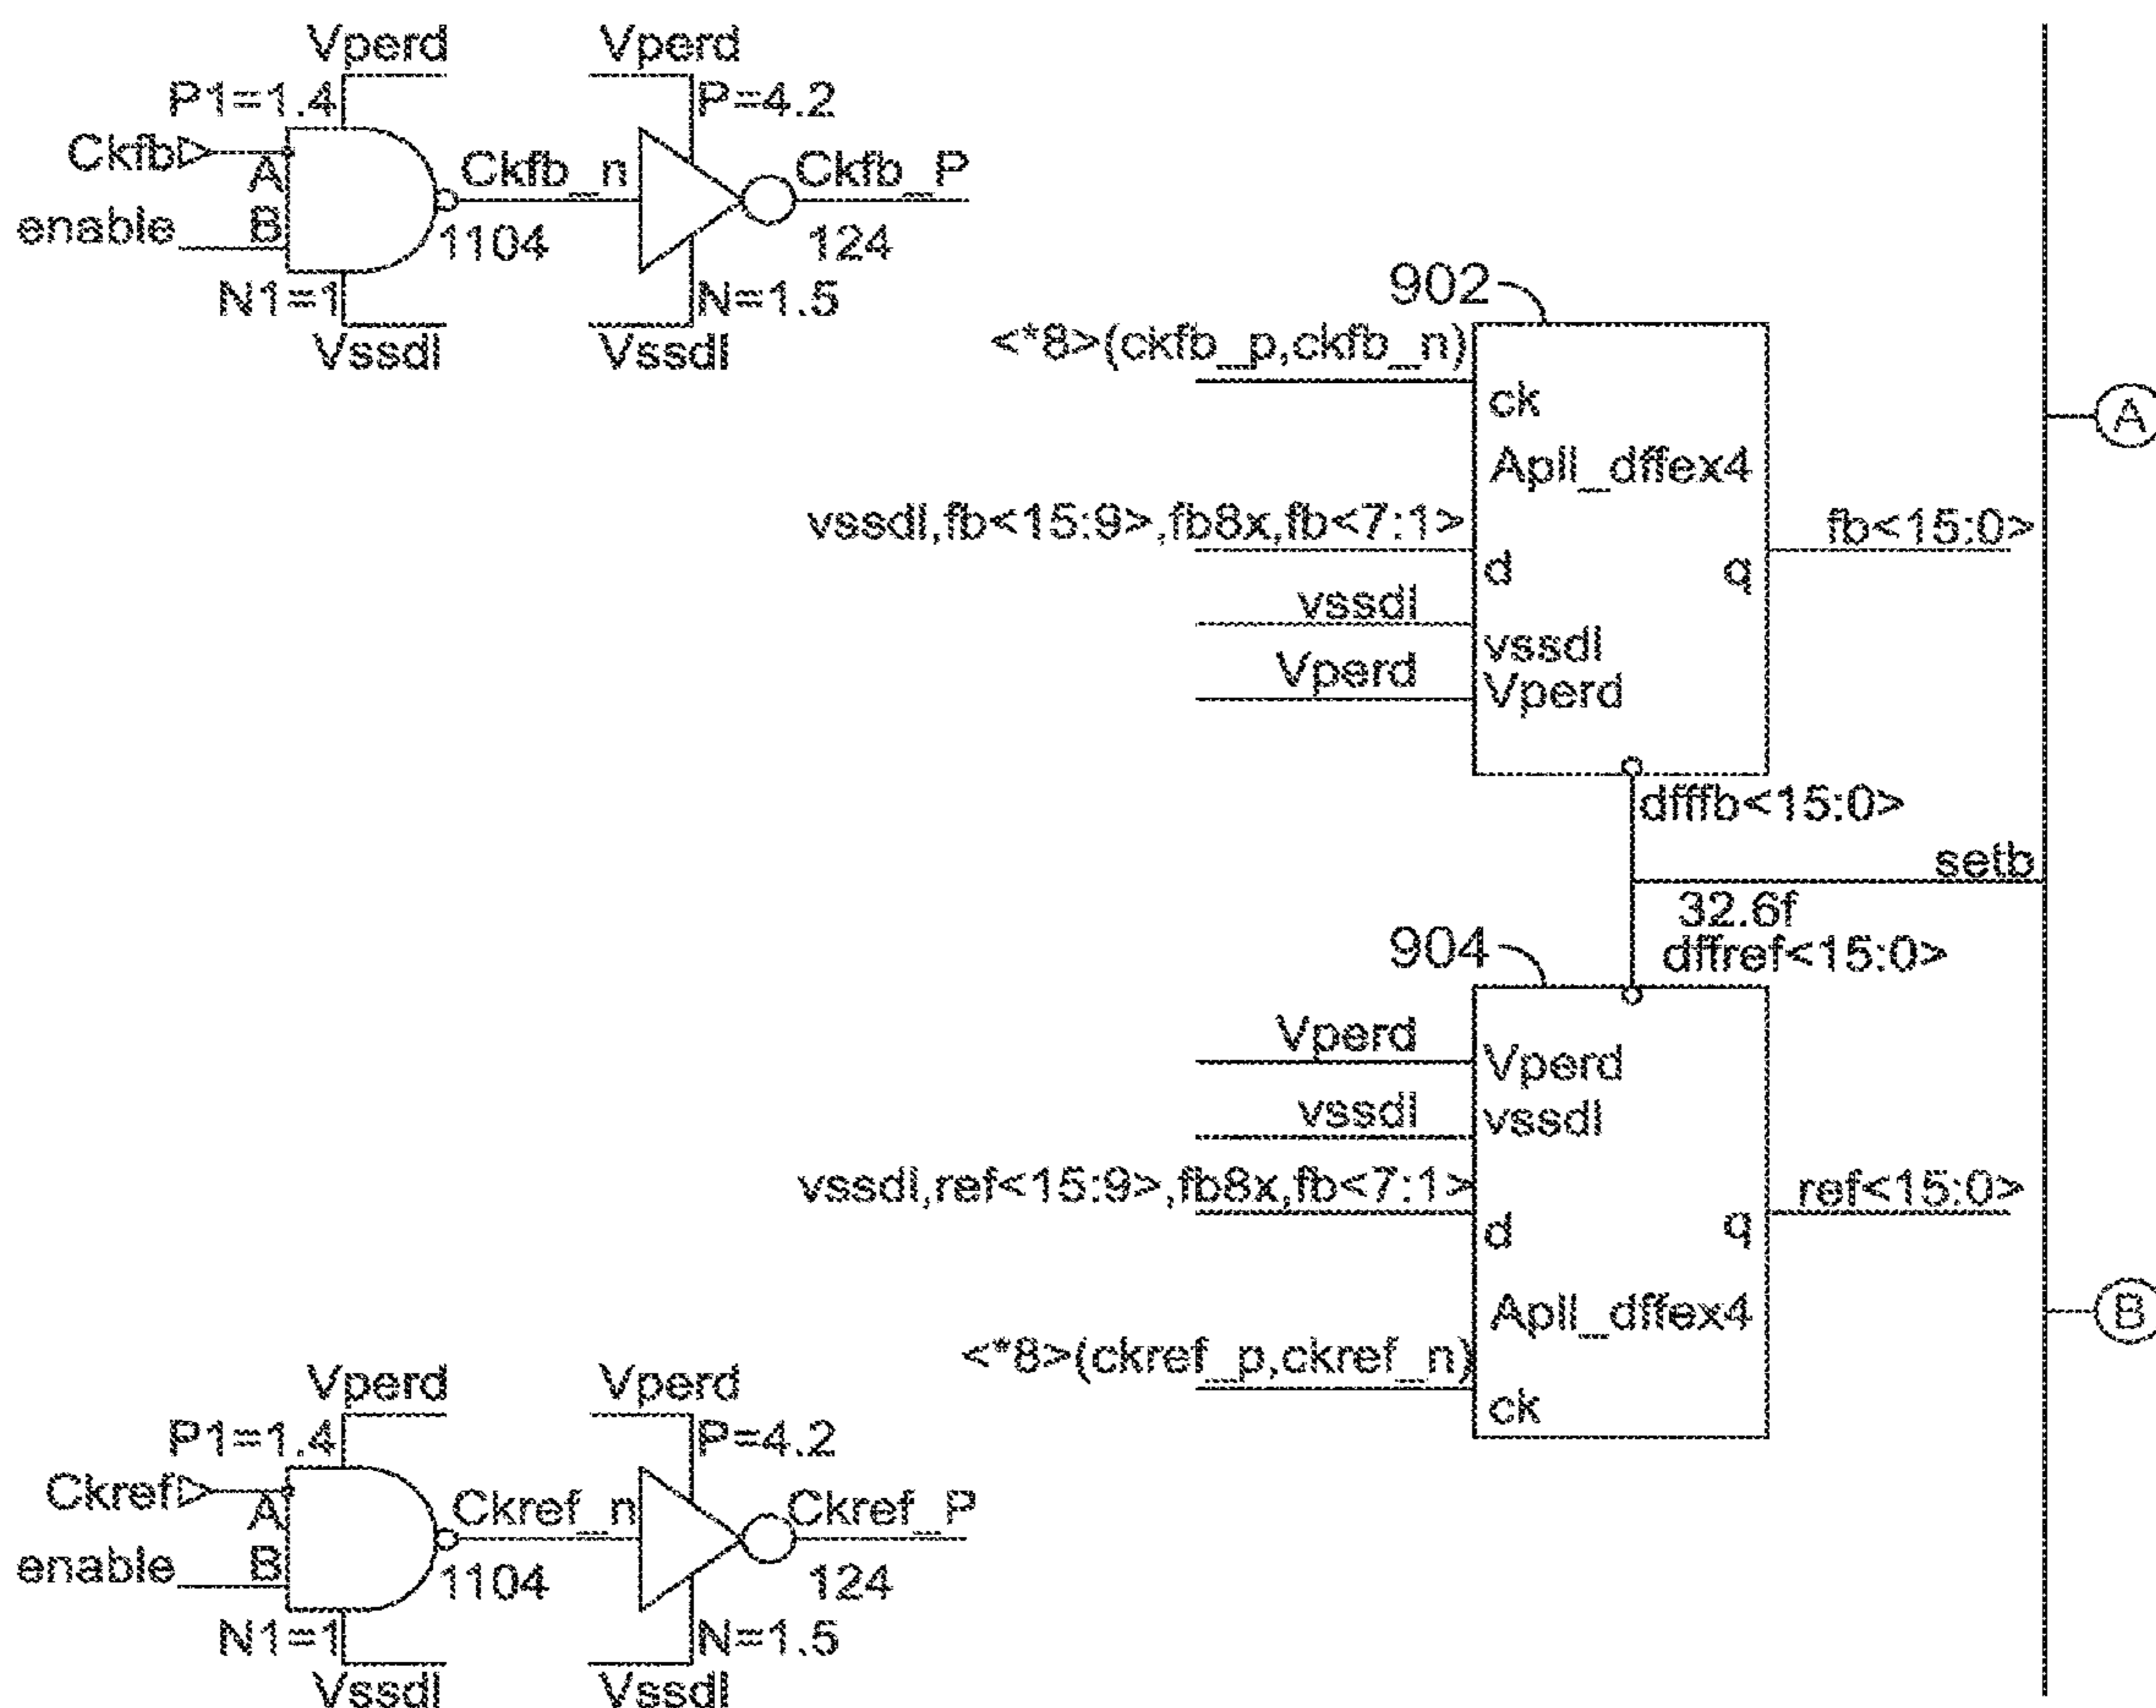 Vperd
Vperd
P1=1.4
P=4.2
Ckfb
A
Ckfb_n
Ckfb_P
enable
B
1104
124
N1=1
N=1.5
Vssdl
Vssdl
902
<*8>(ckfb_p,ckfb_n)
ck
A
Apll_dffex4
vssdl,fb<15:9>,fb8x,fb<7:1>
fb<15:0>
d
q
vssdl
vssdl
Vperd
Vperd
dfffb<15:0>
setb
32.6f
904
dffref<15:0>
Vperd
Vperd
vssdl
vssdl
vssdl,ref<15:9>,fb8x,fb<7:1>
ref<15:0>
d
q
Apll_dffex4
B
<*8>(ckref_p,ckref_n)
ck
Vperd
Vperd
P1=1.4
P=4.2
Ckref
A
Ckref_n
Ckref_P
enable
B
1104
124
N1=1
N=1.5
Vssdl
Vssdl